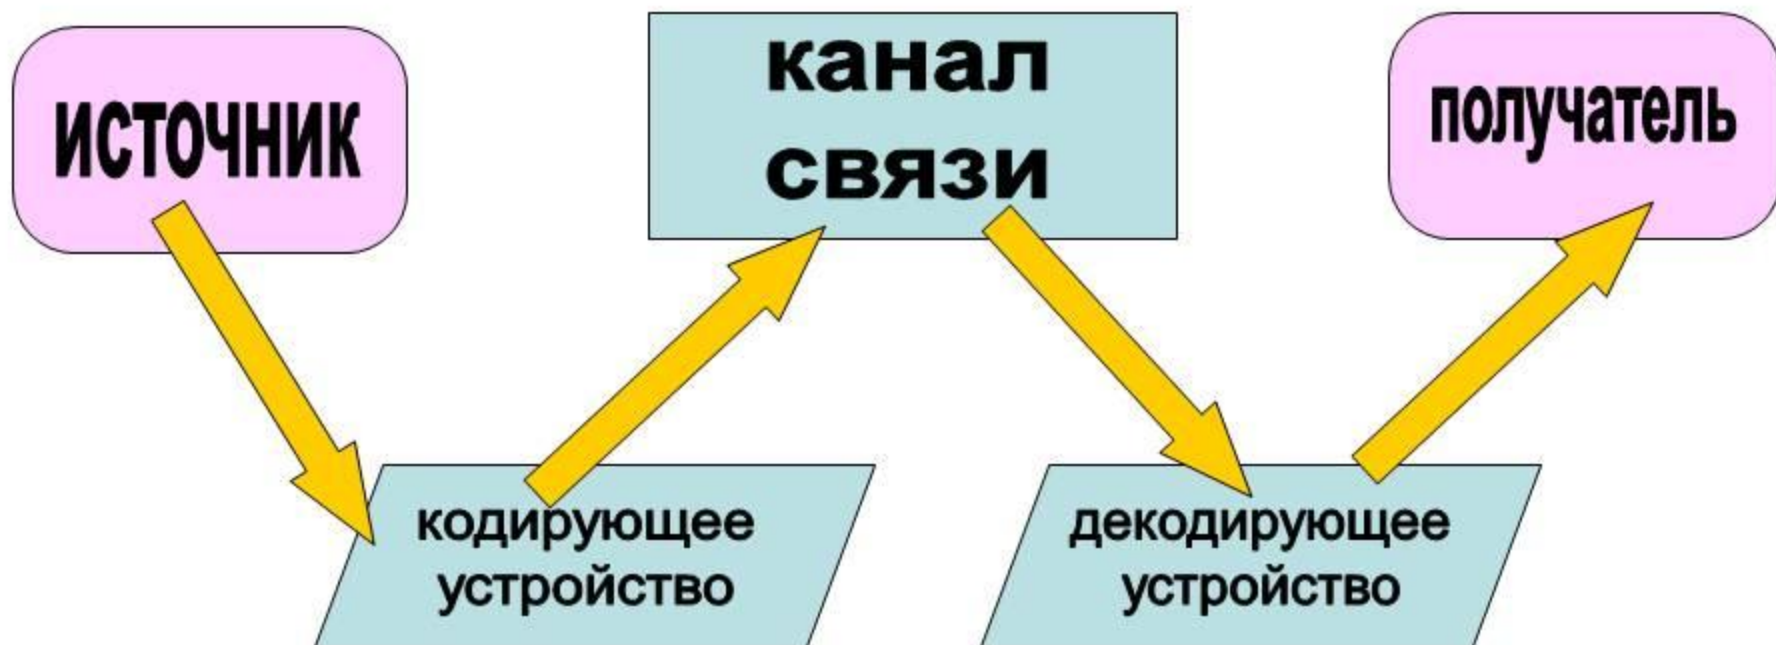 источник
канал
связи
получатель
кодирующее
устройство
декодирующее
устройство